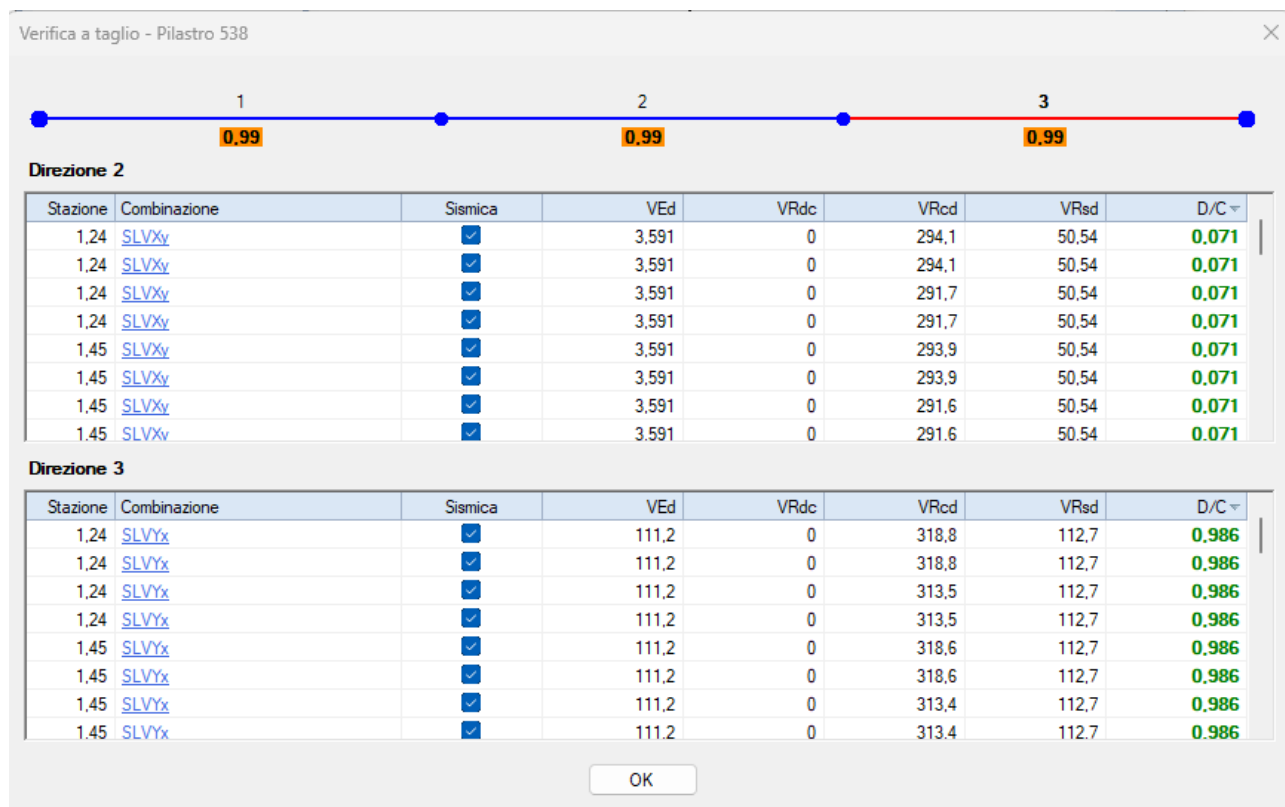 Verifica a taglio - Pilastro 538
1 2 3
0,99 0,99 0,99
Direzione 2
Stazione Combinazione Sismica VEd VRdc VRcd VRsd D/C
1,24 SLVXy 3,591 0 294,1 50,54 0,071
1,24 SLVXy 3,591 0 294,1 50,54 0,071
1,24 SLVXy 3,591 0 291,7 50,54 0,071
1,24 SLVXy 3,591 0 291,7 50,54 0,071
1,45 SLVXy 3,591 0 293,9 50,54 0,071
1,45 SLVXy 3,591 0 293,9 50,54 0,071
1,45 SLVXy 3,591 0 291,6 50,54 0,071
1,45 SLVXy 3,591 0 291,6 50,54 0,071
Direzione 3
Stazione Combinazione Sismica VEd VRdc VRcd VRsd D/C
1,24 SLVYx 111,2 0 318,8 112,7 0,986
1,24 SLVYx 111,2 0 318,8 112,7 0,986
1,24 SLVYx 111,2 0 313,5 112,7 0,986
1,24 SLVYx 111,2 0 313,5 112,7 0,986
1,45 SLVYx 111,2 0 318,6 112,7 0,986
1,45 SLVYx 111,2 0 318,6 112,7 0,986
1,45 SLVYx 111,2 0 313,4 112,7 0,986
1,45 SLVYx 111,2 0 313,4 112,7 0,986
OK